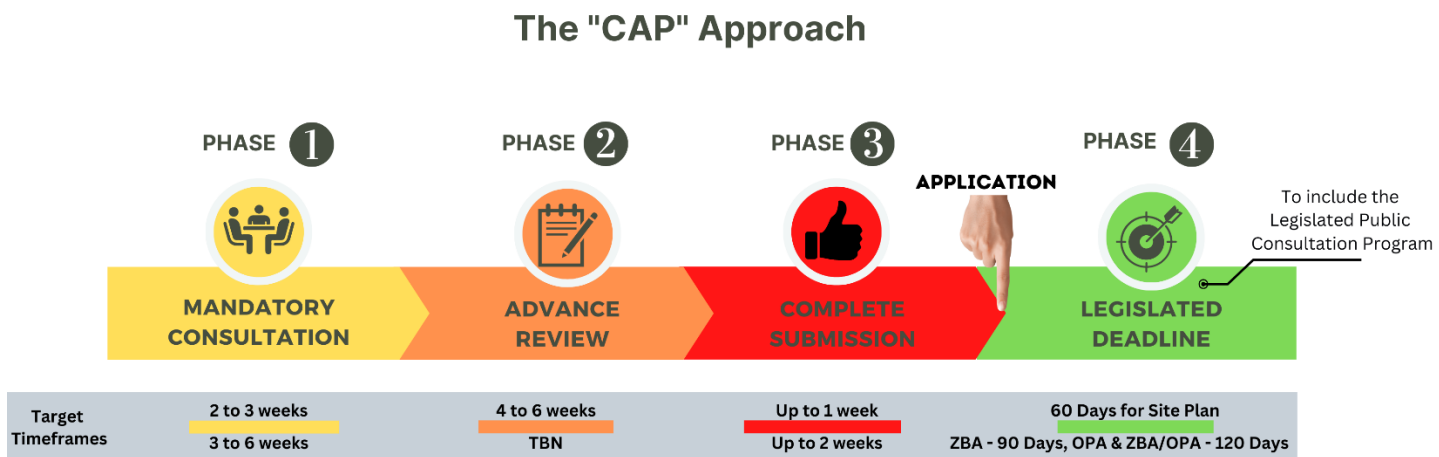 The "CAP" Approach
PHASE 1
PHASE 2
PHASE 3
PHASE 4
APPLICATION
To include the
Legislated Public
Consultation Program
MANDATORY
CONSULTATION
ADVANCE
REVIEW
COMPLETE
SUBMISSION
LEGISLATED
DEADLINE
Target
Timeframes
2 to 3 weeks
3 to 6 weeks
4 to 6 weeks
TBN
Up to 1 week
Up to 2 weeks
60 Days for Site Plan
ZBA - 90 Days, OPA & ZBA/OPA - 120 Days